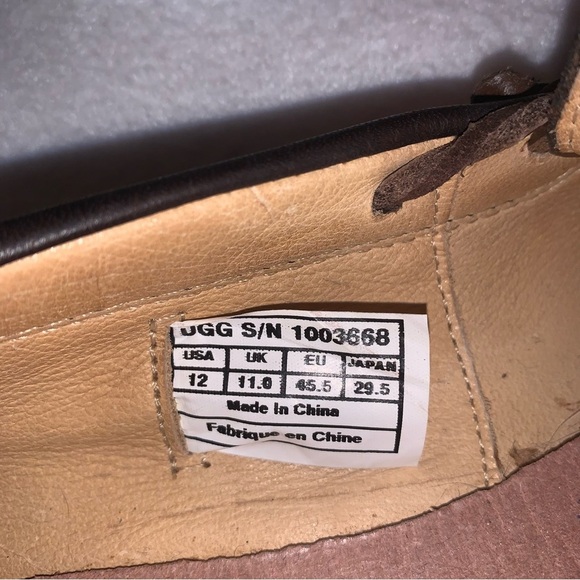 UGG S/N 1003668
USA UK EU JAPAN
12 11.0 45.5 29.5
Made In China
Fabrique en Chine